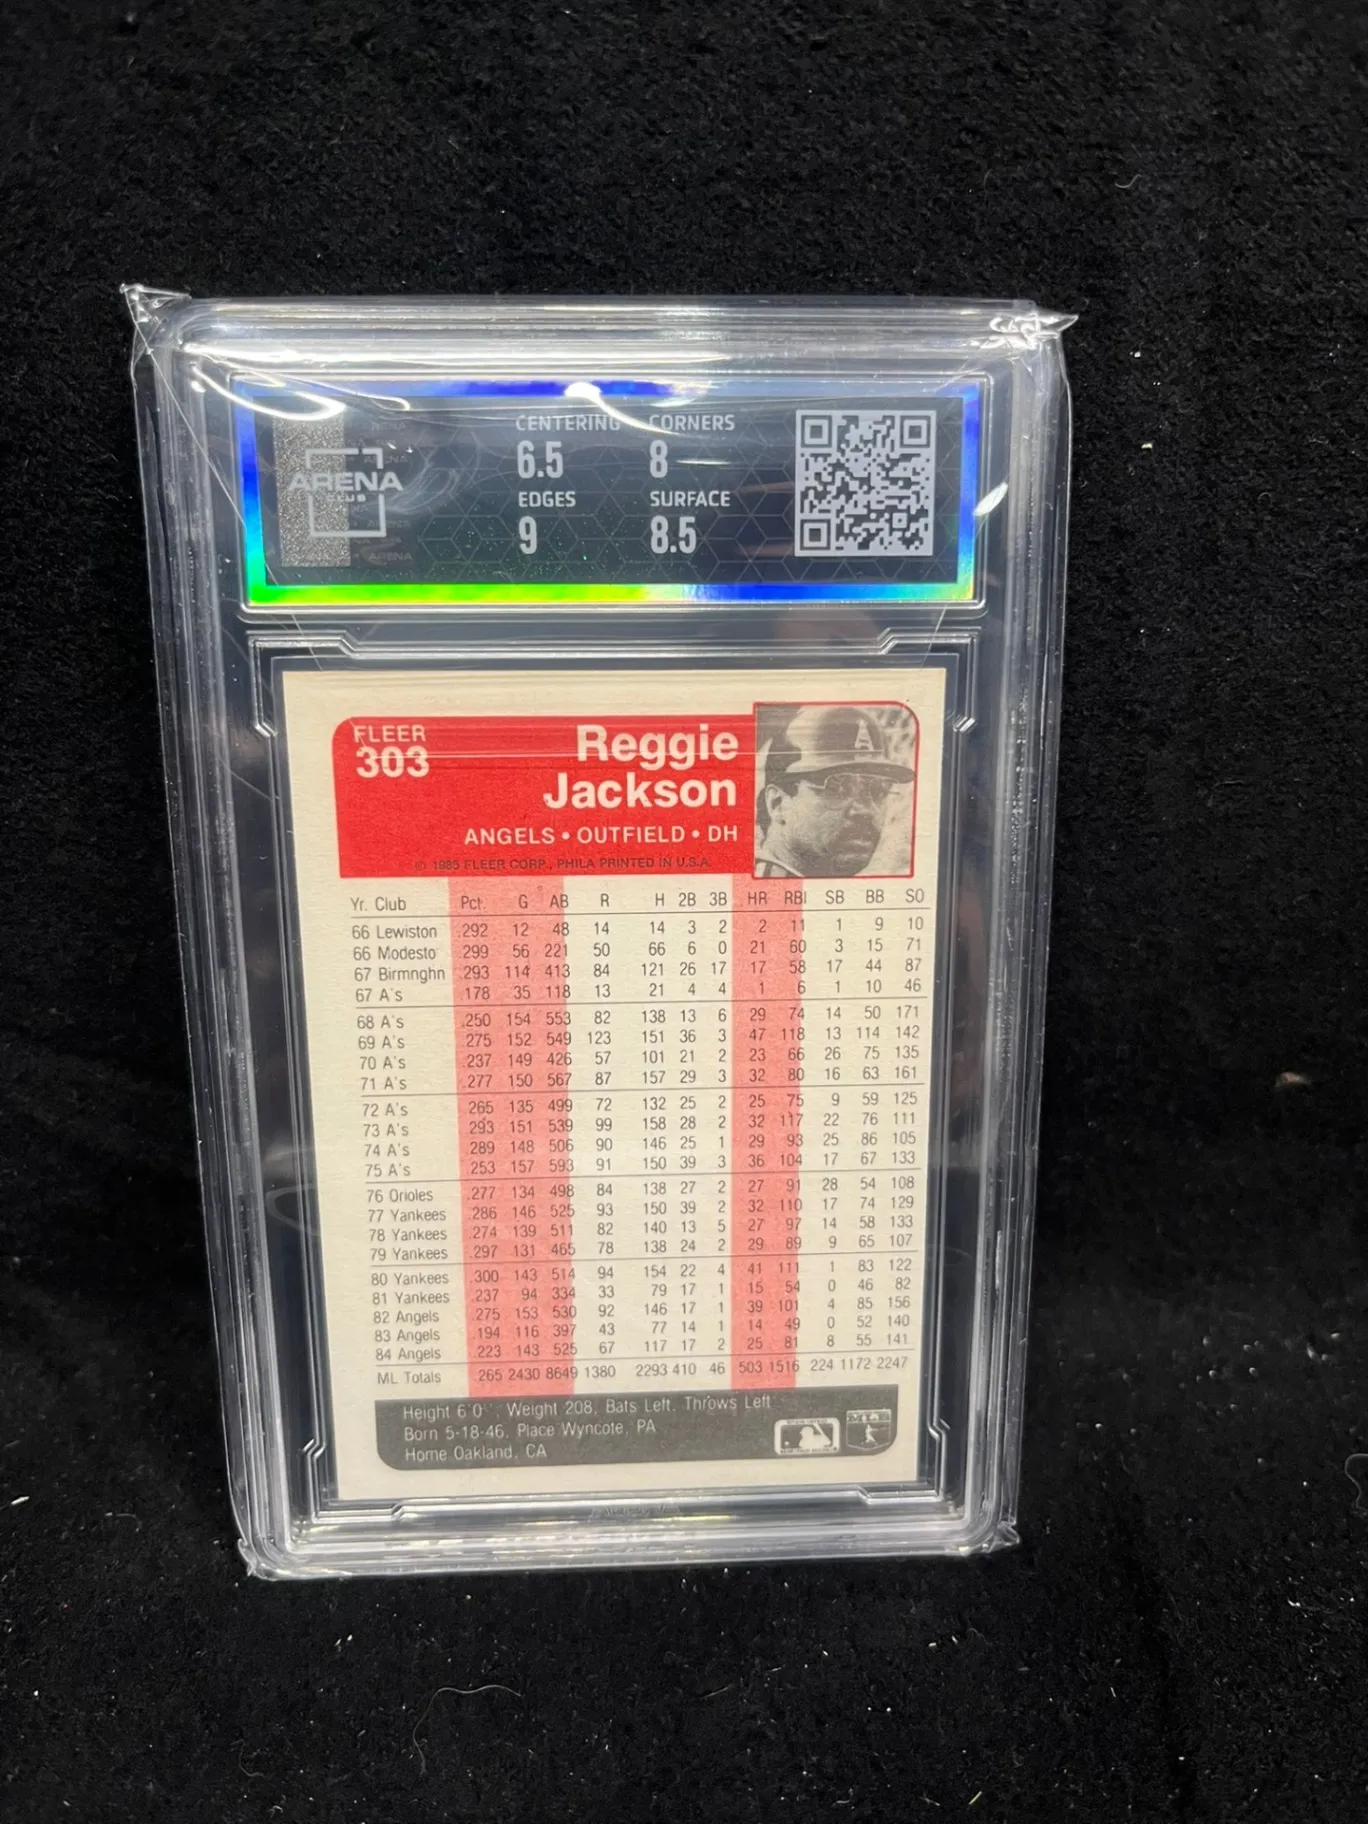 CENTERING CORNERS
6.5 8
ARENA
CLUB
EDGES SURFACE
9 8.5
FLEER
303
Reggie
Jackson
ANGELS • OUTFIELD • DH
© 1985 FLEER CORP., PHILA PRINTED IN U.S.A.
Yr. Club Pct. G AB R H 2B 3B HR RBI SB BB SO
66 Lewiston .292 12 48 14 14 3 2 2 11 1 9 10
66 Modesto .299 56 221 50 66 6 0 21 60 3 15 71
67 Birmnghn .293 114 413 84 121 26 17 17 58 17 44 87
67 A's .178 35 118 13 21 4 4 1 6 1 10 46
68 A's .250 154 553 82 138 13 6 29 74 14 50 171
69 A's .275 152 549 123 151 36 3 47 118 13 114 142
70 A's .237 149 426 57 101 21 2 23 66 26 75 135
71 A's .277 150 567 87 157 29 3 32 80 16 63 161
72 A's .265 135 499 72 132 25 2 25 75 9 59 125
73 A's .293 151 539 99 158 28 2 32 117 22 76 111
74 A's .289 148 506 90 146 25 1 29 93 25 86 105
75 A's .253 157 593 91 150 39 3 36 104 17 67 133
76 Orioles .277 134 498 84 138 27 2 27 91 28 54 108
77 Yankees .286 146 525 93 150 39 2 32 110 17 74 129
78 Yankees .274 139 511 82 140 13 5 27 97 14 58 133
79 Yankees .297 131 465 78 138 24 2 29 89 9 65 107
80 Yankees .300 143 514 94 154 22 4 41 111 1 83 122
81 Yankees .237 94 334 33 79 17 1 15 54 0 46 82
82 Angels .275 153 530 92 146 17 1 39 101 4 85 156
83 Angels .194 116 397 43 77 14 1 14 49 0 52 140
84 Angels .223 143 525 67 117 17 2 25 81 8 55 141
ML Totals .265 2430 8649 1380 2293 410 46 503 1516 224 1172 2247
Height 6'0", Weight 208, Bats Left, Throws Left
Born 5-18-46, Place Wyncote, PA
Home Oakland, CA